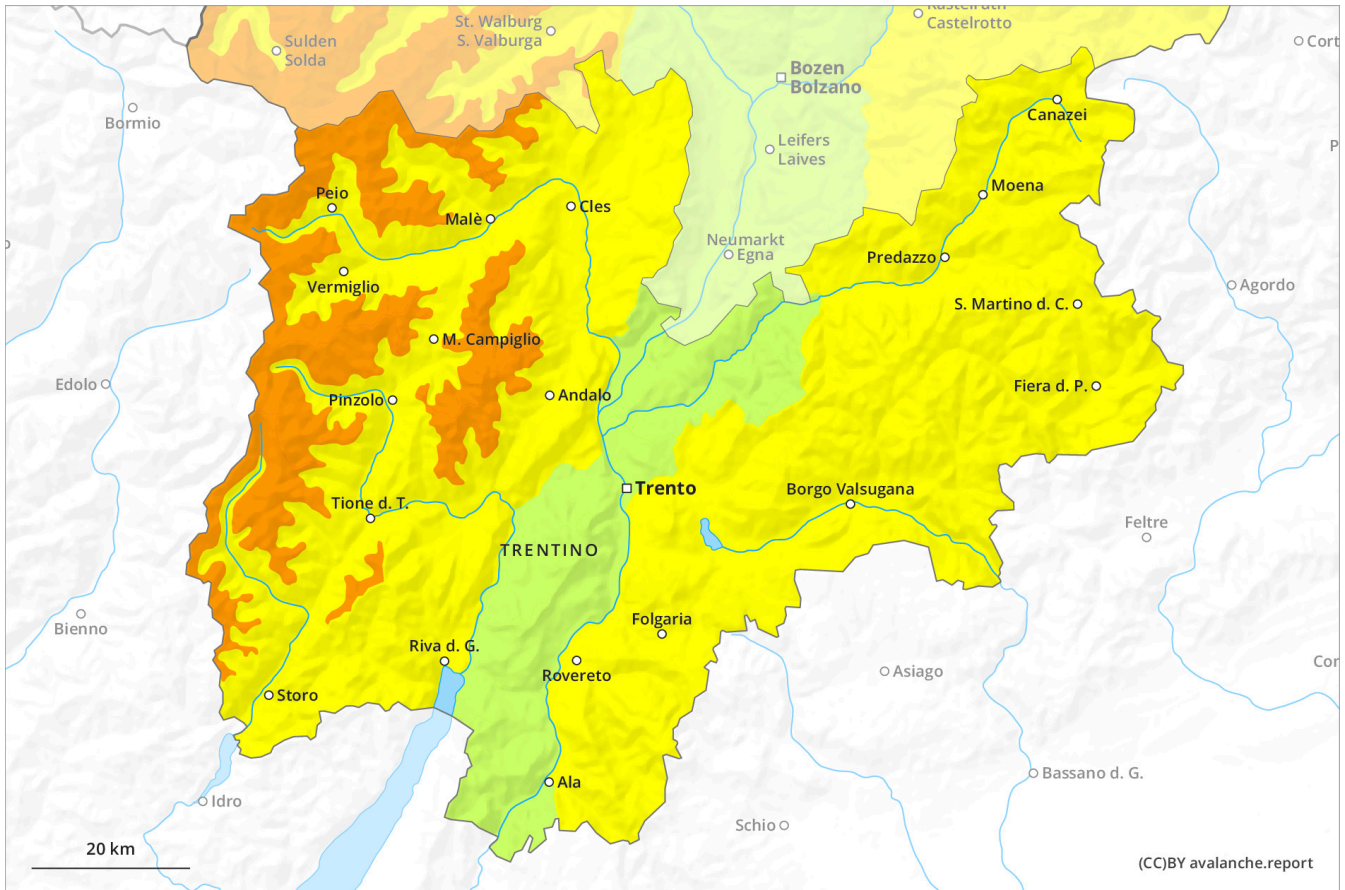 St. Walburg
S. Valburga
Kastelruth
Castelrotto
Sulden
Solda
Cort
Bozen
Bolzano
Bormio
Canazei
Leifers
Laives
P
Peio
Moena
Malè
Cles
Neumarkt
Egna
Predazzo
Vermiglio
Agordo
S. Martino d. C.
M. Campiglio
Edolo
Fiera d. P.
Andalo
Pinzolo
Trento
Borgo Valsugana
Tione d. T.
Feltre
TRENTINO
Bienno
Folgaria
Riva d. G.
Rovereto
Asiago
Cor
Storo
Bassano d. G.
Ala
Idro
Schio
20 km
(CC)BY avalanche.report